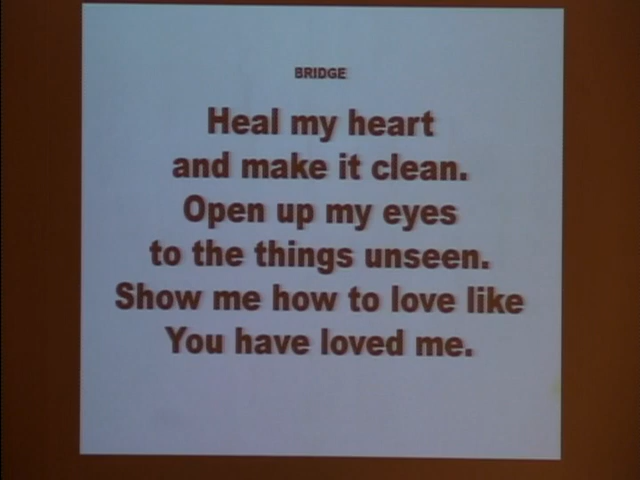 BRIDGE
Heal my heart
and make it clean.
Open up my eyes
to the things unseen.
Show me how to love like
You have loved me.